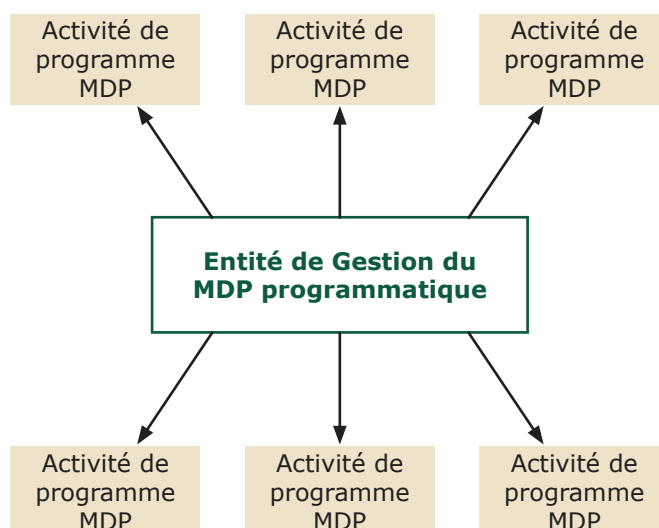 Activité de
programme
MDP
Activité de
programme
MDP
Activité de
programme
MDP
Entité de Gestion du
MDP programmatique
Activité de
programme
MDP
Activité de
programme
MDP
Activité de
programme
MDP